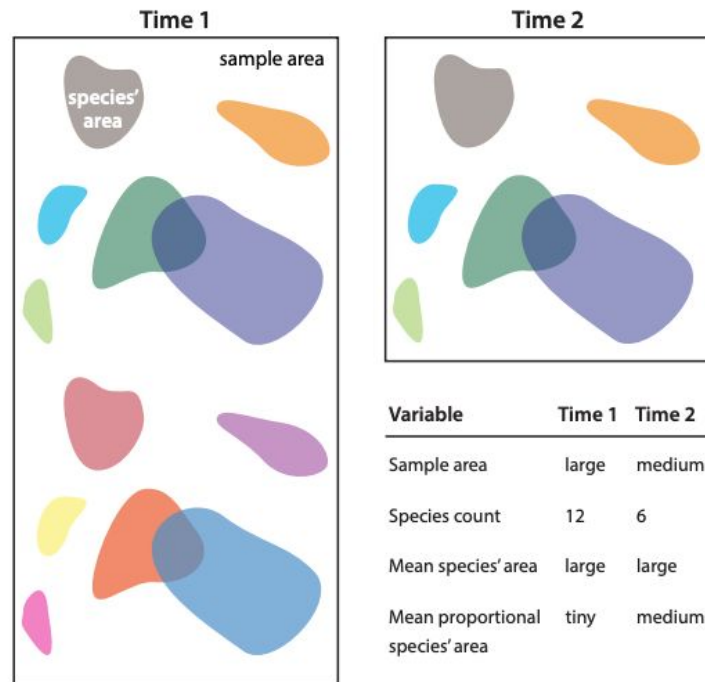 Time 1
sample area
species'
area
Time 2
Variable Time 1 Time 2
Sample area large medium
Species count 12 6
Mean species' area large large
Mean proportional tiny medium
species' area